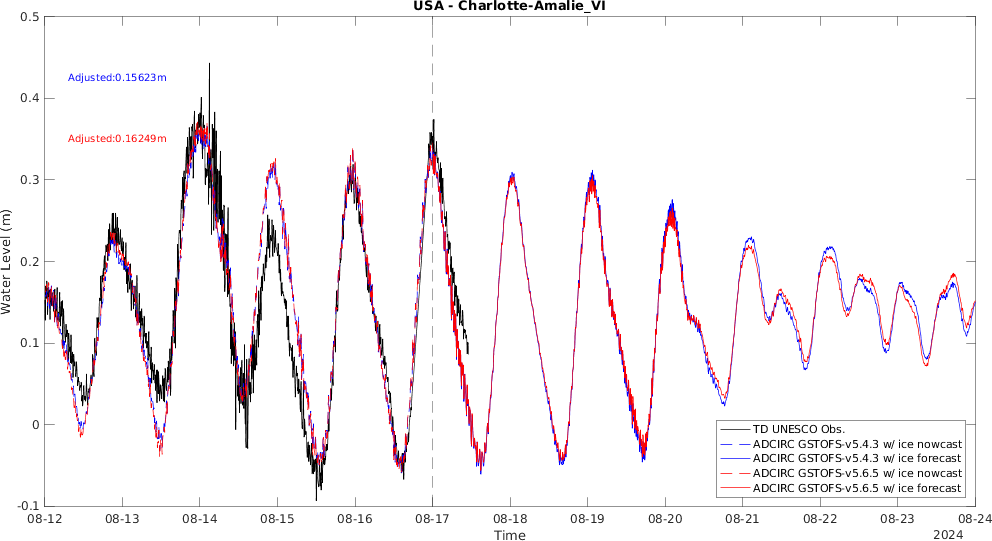 USA - Charlotte-Amalie_VI
0.5
0.4
0.3
0.2
0.1
0
-0.1
Water Level (m)
Adjusted:0.15623m
Adjusted:0.16249m
TD UNESCO Obs.
ADCIRC GSTOFS-v5.4.3 w/ ice nowcast
ADCIRC GSTOFS-v5.4.3 w/ ice forecast
ADCIRC GSTOFS-v5.6.5 w/ ice nowcast
ADCIRC GSTOFS-v5.6.5 w/ ice forecast
08-12 08-13 08-14 08-15 08-16 08-17 08-18 08-19 08-20 08-21 08-22 08-23 08-24
Time
2024